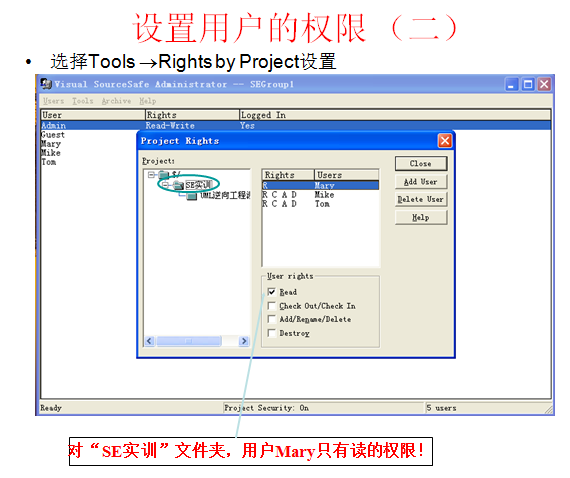 设置用户的权限（二）
• 选择Tools →Rights by Project设置
Visual SourceSafe Administrator -- SEGroup1
Users Tools Archive Help
User Rights Logged In
Admin Read-Write Yes
Guest
Mary
Mike
Tom
Project Rights
Project:
$/
SE实训
UML逆向工程
Rights Users
R Mary
R C A D Mike
R C A D Tom
Close
Add User
Delete User
Help
User rights
Read
Check Out/Check In
Add/Rename/Delete
Destroy
Ready Project Security: On 5 users
对“SE实训”文件夹，用户Mary只有读的权限！